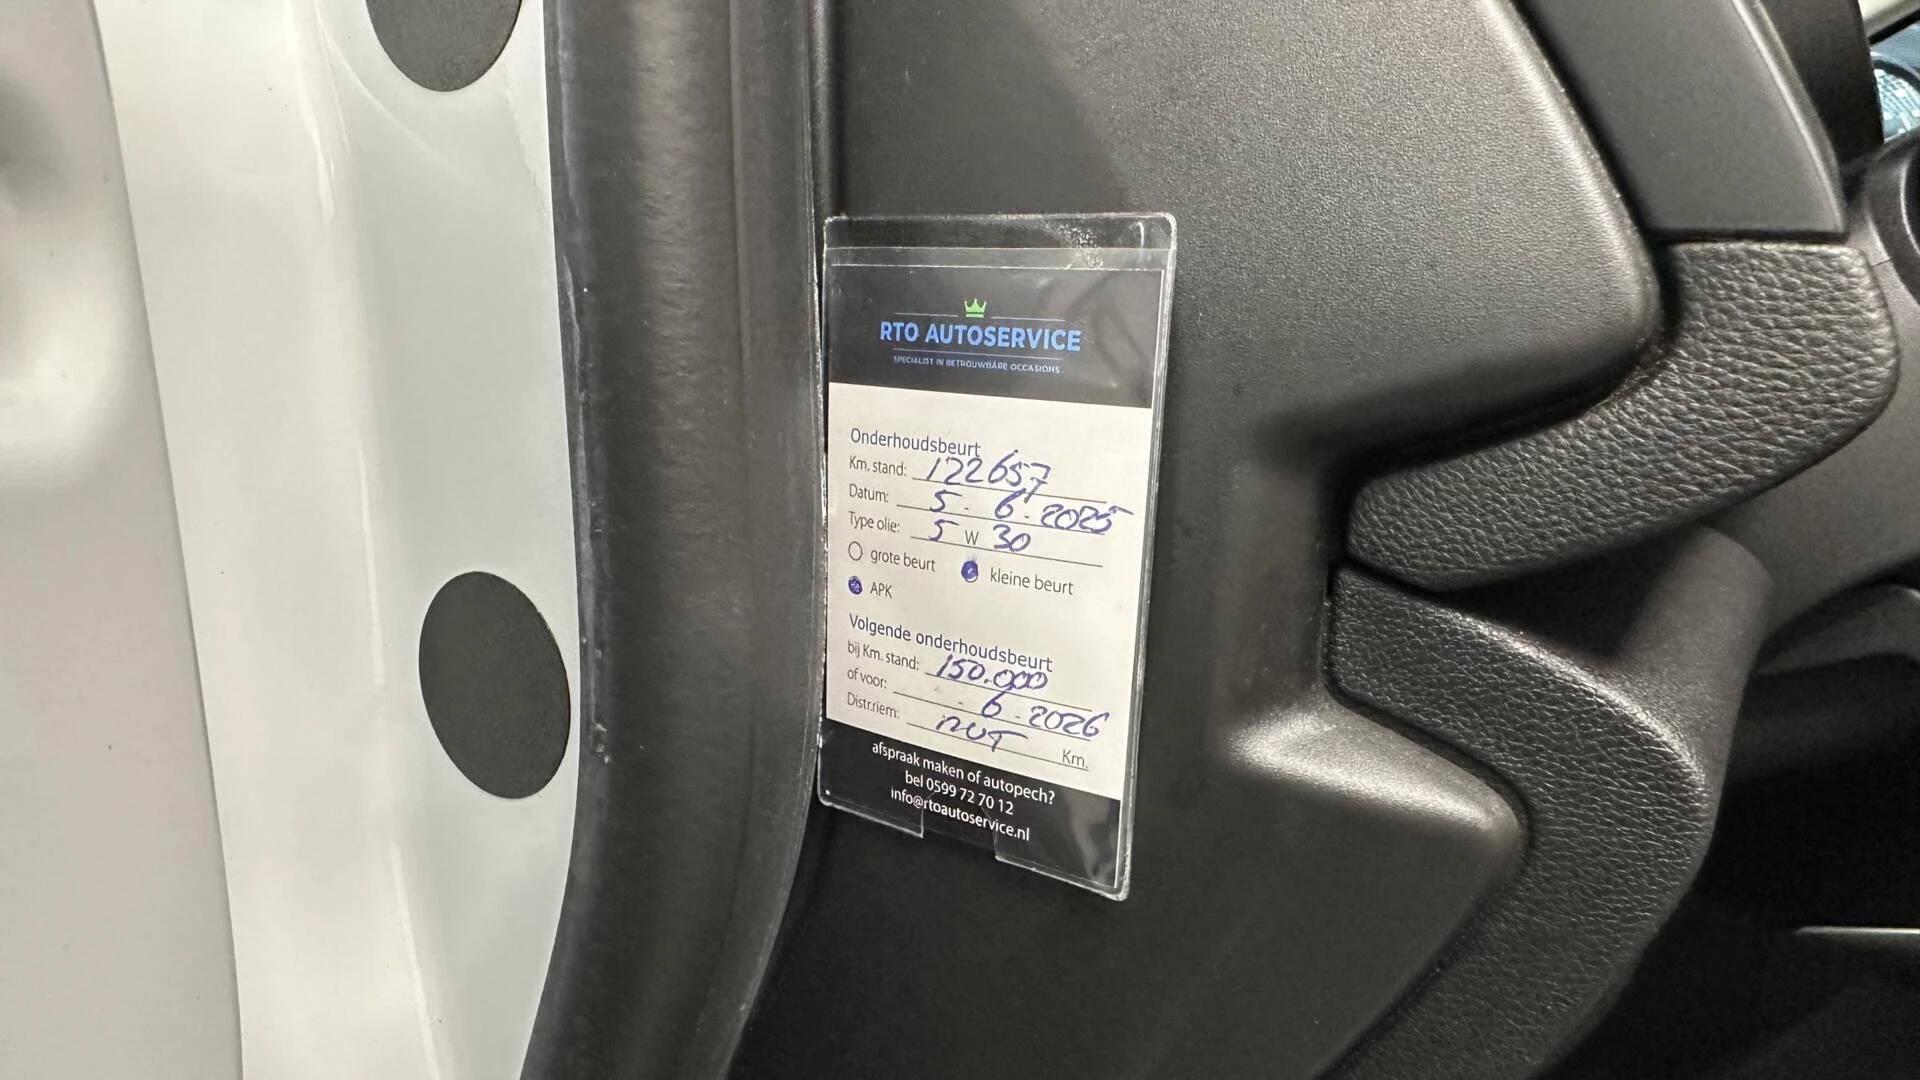 RTO AUTOSERVICE
SPECIALIST IN BETROUWBARE OCCASIONS
Onderhoudsbeurt
Km. stand: 122657
Datum: 5 . 6 . 2025
Type olie: 5 W 30
grote beurt kleine beurt
APK
Volgende onderhoudsbeurt
bij Km. stand: 150.000
of voor: . 6 . 2026
Distr.riem: Km.
afspraak maken of autopech?
bel 0599 72 70 12
info@rtoautoservice.nl